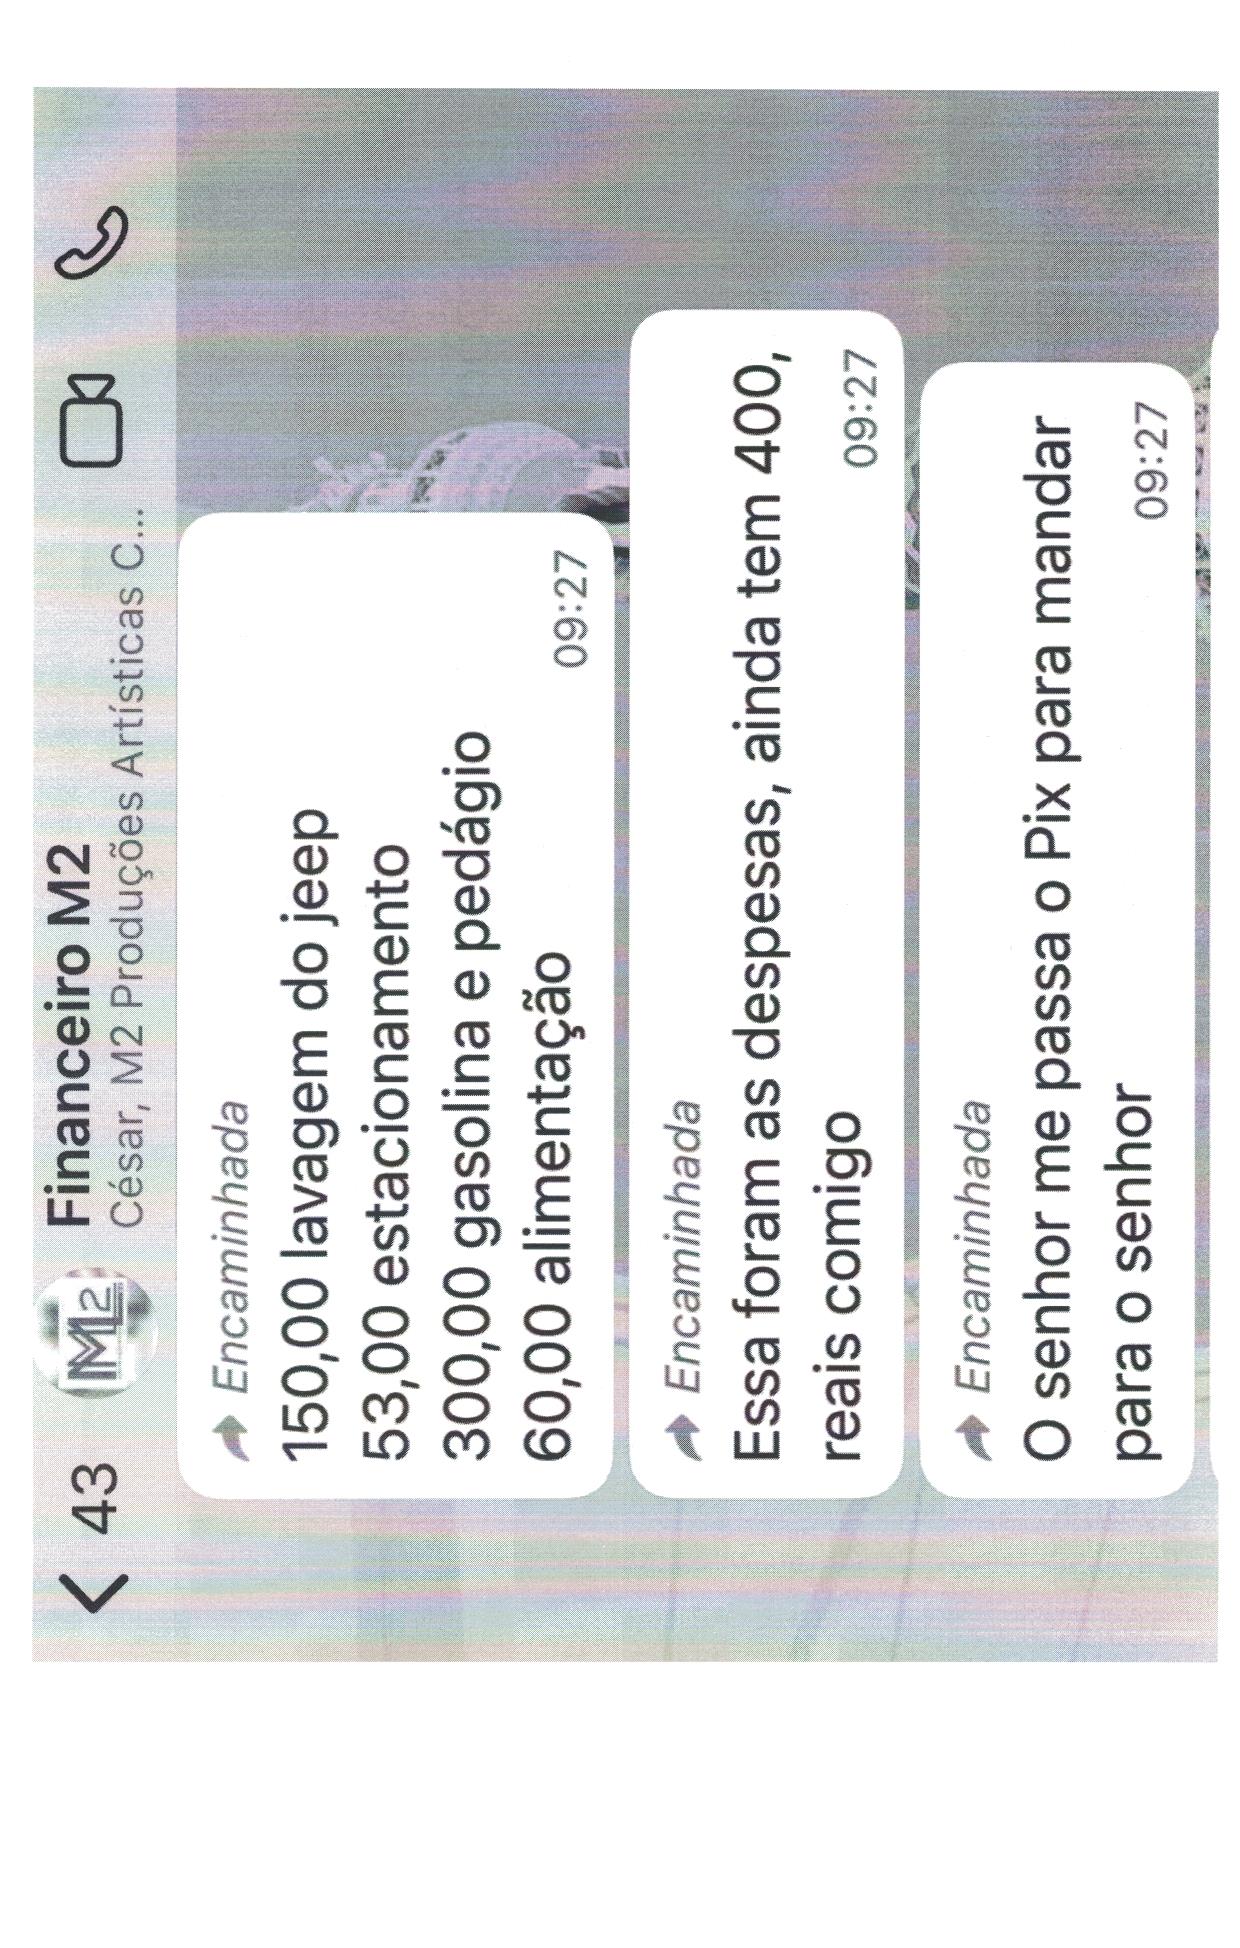 43
Financeiro M2
César, M2 Produções Artísticas C...
M2
Encaminhada
150,00 lavagem do jeep
53,00 estacionamento
300,00 gasolina e pedágio
60,00 alimentação
09:27
Encaminhada
Essa foram as despesas, ainda tem 400,
reais comigo
09:27
Encaminhada
O senhor me passa o Pix para mandar
para o senhor
09:27